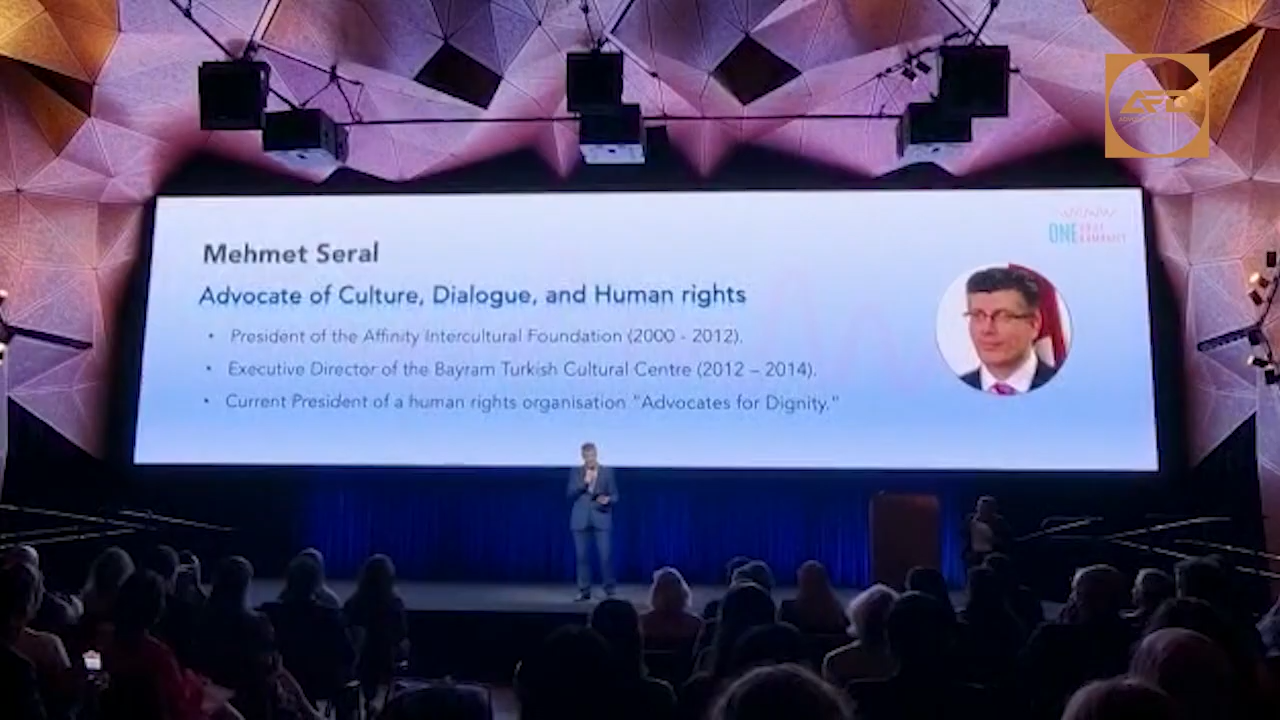 AFD
ONE
Mehmet Seral
Advocate of Culture, Dialogue, and Human rights
• President of the Affinity Intercultural Foundation (2000 - 2012).
• Executive Director of the Bayram Turkish Cultural Centre (2012 – 2014).
• Current President of a human rights organisation "Advocates for Dignity."